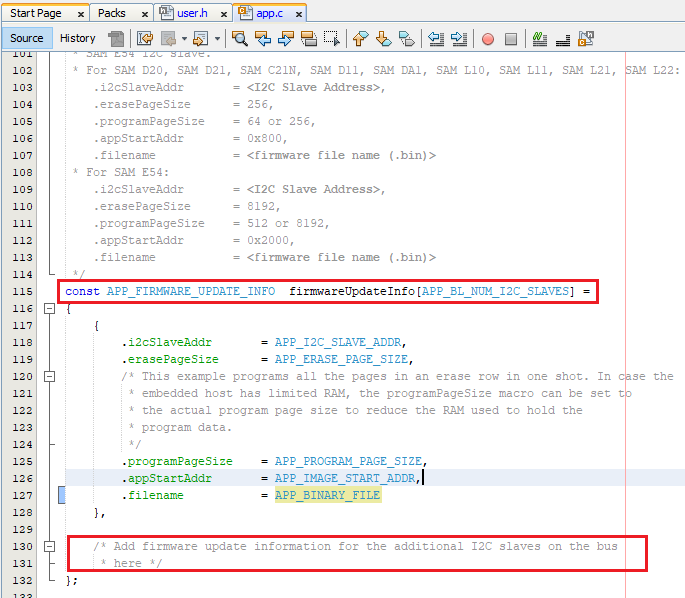 Start Page x Packs x user.h x app.c x
Source History
101 * SAM E54 I2C slave.
102 * For SAM D20, SAM D21, SAM C21N, SAM D11, SAM DA1, SAM L10, SAM L11, SAM L21, SAM L22:
103 .i2cSlaveAddr = <I2C Slave Address>,
104 .erasePageSize = 256,
105 .programPageSize = 64 or 256,
106 .appStartAddr = 0x800,
107 .filename = <firmware file name (.bin)>
108 * For SAM E54:
109 .i2cSlaveAddr = <I2C Slave Address>,
110 .erasePageSize = 8192,
111 .programPageSize = 512 or 8192,
112 .appStartAddr = 0x2000,
113 .filename = <firmware file name (.bin)>
114 */
115 const APP_FIRMWARE_UPDATE_INFO firmwareUpdateInfo[APP_BL_NUM_I2C_SLAVES] =
116 {
117 {
118 .i2cSlaveAddr = APP_I2C_SLAVE_ADDR,
119 .erasePageSize = APP_ERASE_PAGE_SIZE,
120 /* This example programs all the pages in an erase row in one shot. In case the
121 * embedded host has limited RAM, the programPageSize macro can be set to
122 * the actual program page size to reduce the RAM used to hold the
123 * program data.
124 */
125 .programPageSize = APP_PROGRAM_PAGE_SIZE,
126 .appStartAddr = APP_IMAGE_START_ADDR,
127 .filename = APP_BINARY_FILE
128 },
129
130 /* Add firmware update information for the additional I2C slaves on the bus
131 * here */
132 };
133